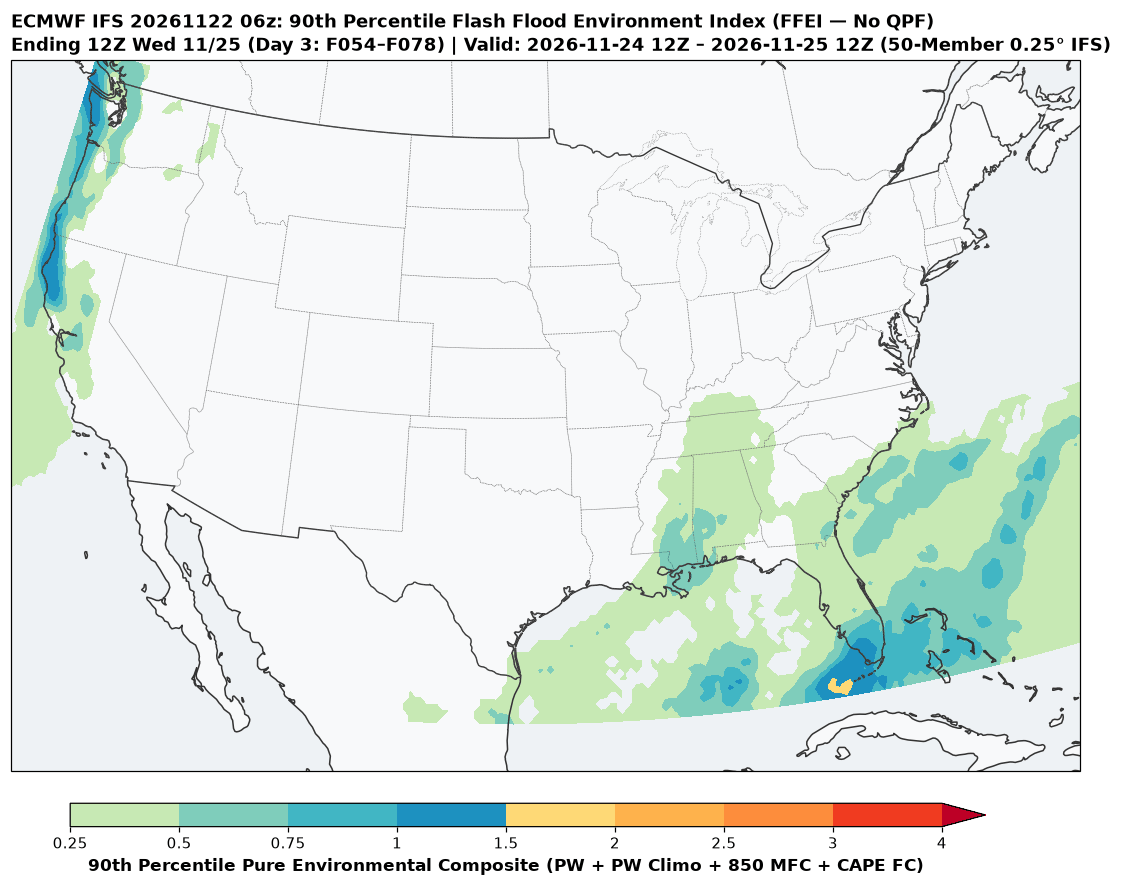 ECMWF IFS 20261122 06z: 90th Percentile Flash Flood Environment Index (FFEI — No QPF)
Ending 12Z Wed 11/25 (Day 3: F054–F078) | Valid: 2026-11-24 12Z – 2026-11-25 12Z (50-Member 0.25° IFS)
0.25 0.5 0.75 1 1.5 2 2.5 3 4
90th Percentile Pure Environmental Composite (PW + PW Climo + 850 MFC + CAPE FC)